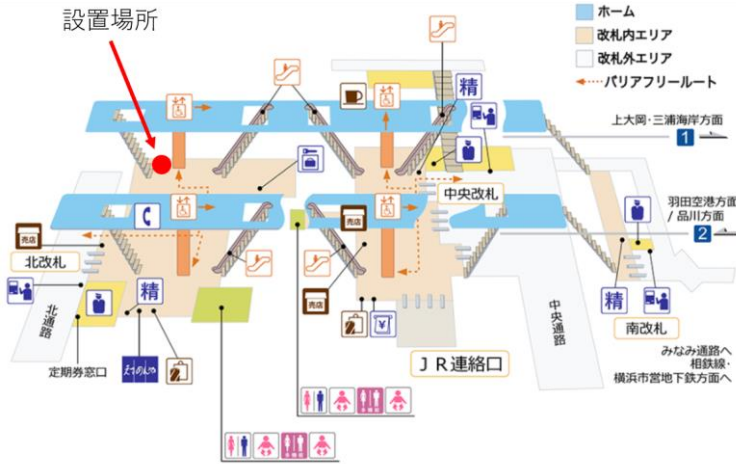 設置場所
ホーム
改札内エリア
改札外エリア
バリアフリールート
精
上大岡・三浦海岸方面
1
中央改札
羽田空港方面
/ 品川方面
2
売店
売店
北改札
売店
精
精
南改札
北通路
中央通路
定期券窓口
えきめんや
¥
JR連絡口
みなみ通路へ
相鉄線・
横浜市営地下鉄方面へ